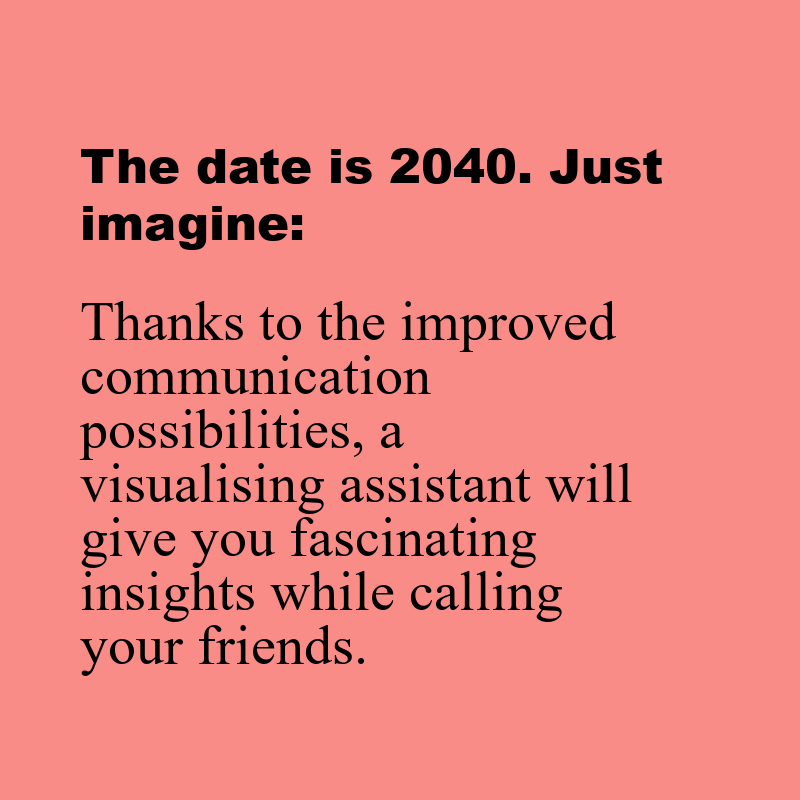 The date is 2040. Just
imagine:
Thanks to the improved
communication
possibilities, a
visualising assistant will
give you fascinating
insights while calling
your friends.